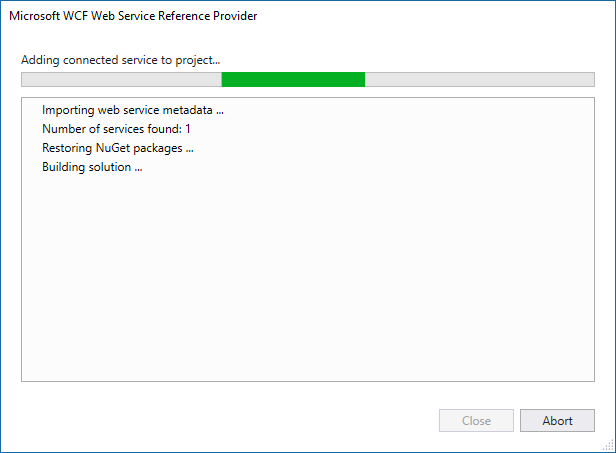 Microsoft WCF Web Service Reference Provider
Adding connected service to project...
Importing web service metadata ...
Number of services found: 1
Restoring NuGet packages ...
Building solution ...
Close
Abort